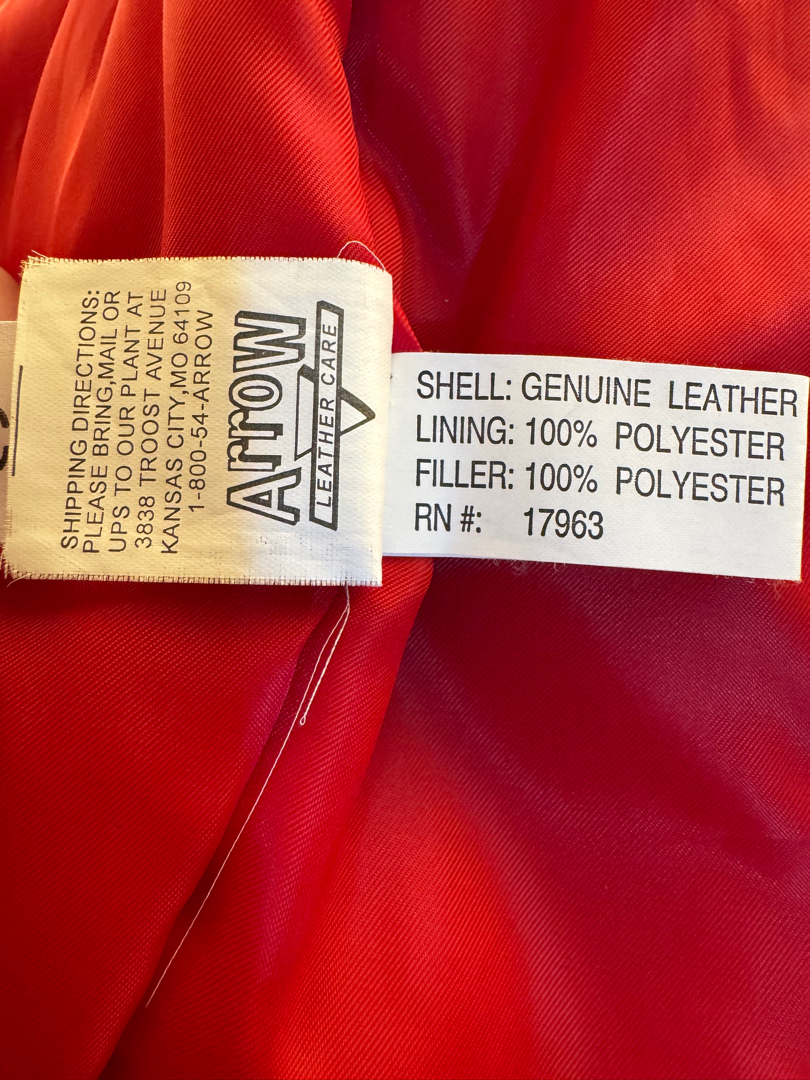 SHIPPING DIRECTIONS:
PLEASE BRING,MAIL OR
UPS TO OUR PLANT AT
3838 TROOST AVENUE
KANSAS CITY,MO 64109
1-800-54-ARROW
Arrow
LEATHER CARE
SHELL: GENUINE LEATHER
LINING: 100% POLYESTER
FILLER: 100% POLYESTER
RN #: 17963